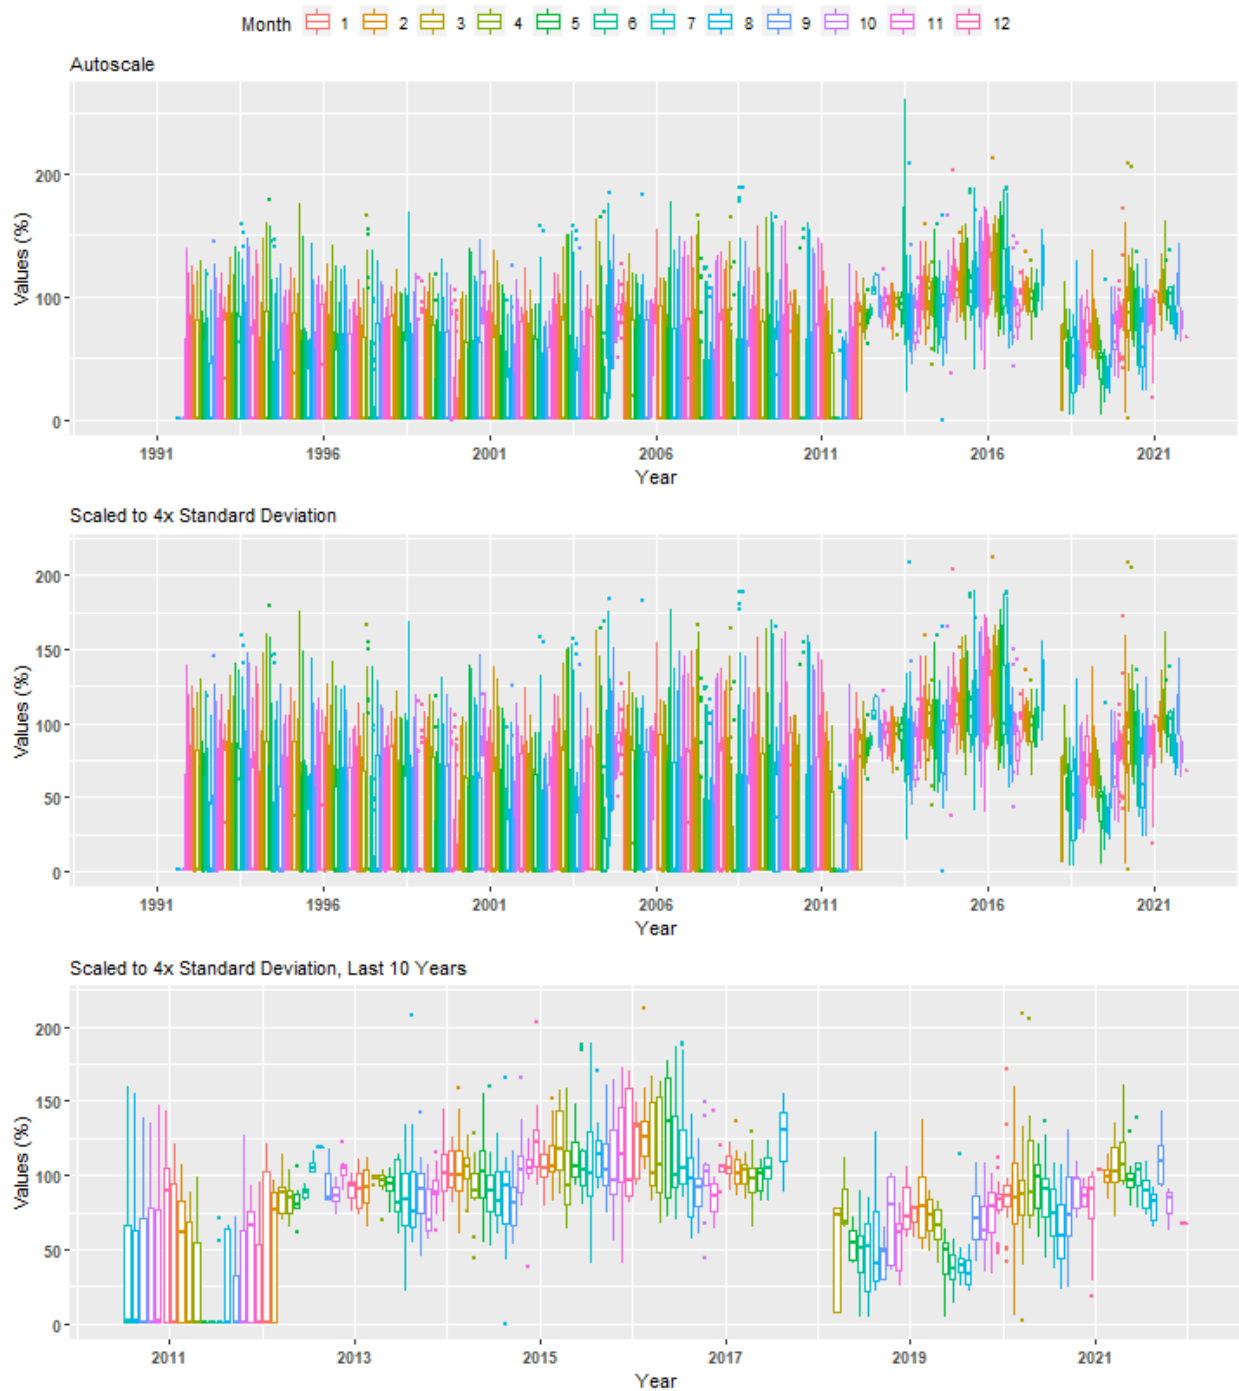 Month 1 2 3 4 5 6 7 8 9 10 11 12
Autoscale
Values (%)
200
100
0
1991 1996 2001 2006 2011 2016 2021
Year
Scaled to 4x Standard Deviation
Values (%)
200
150
100
50
0
1991 1996 2001 2006 2011 2016 2021
Year
Scaled to 4x Standard Deviation, Last 10 Years
Values (%)
200
150
100
50
0
2011 2013 2015 2017 2019 2021
Year